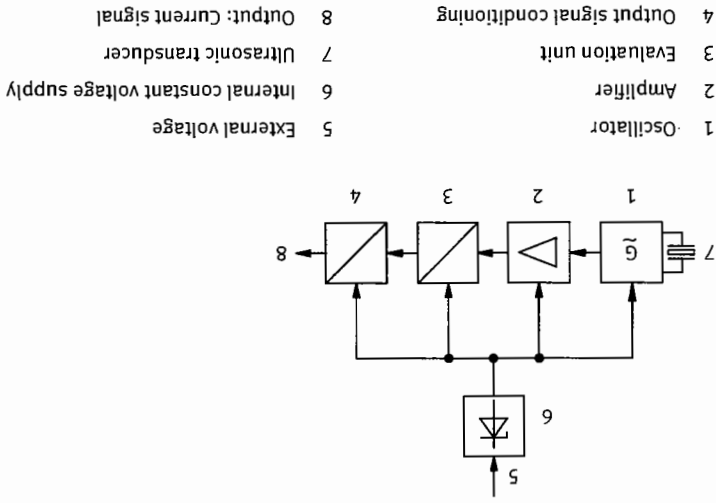 5
6
7
G
~
8
1 2 3 4
1 Oscillator
2 Amplifier
3 Evaluation unit
4 Output signal conditioning
5 External voltage
6 Internal constant voltage supply
7 Ultrasonic transducer
8 Output: Current signal